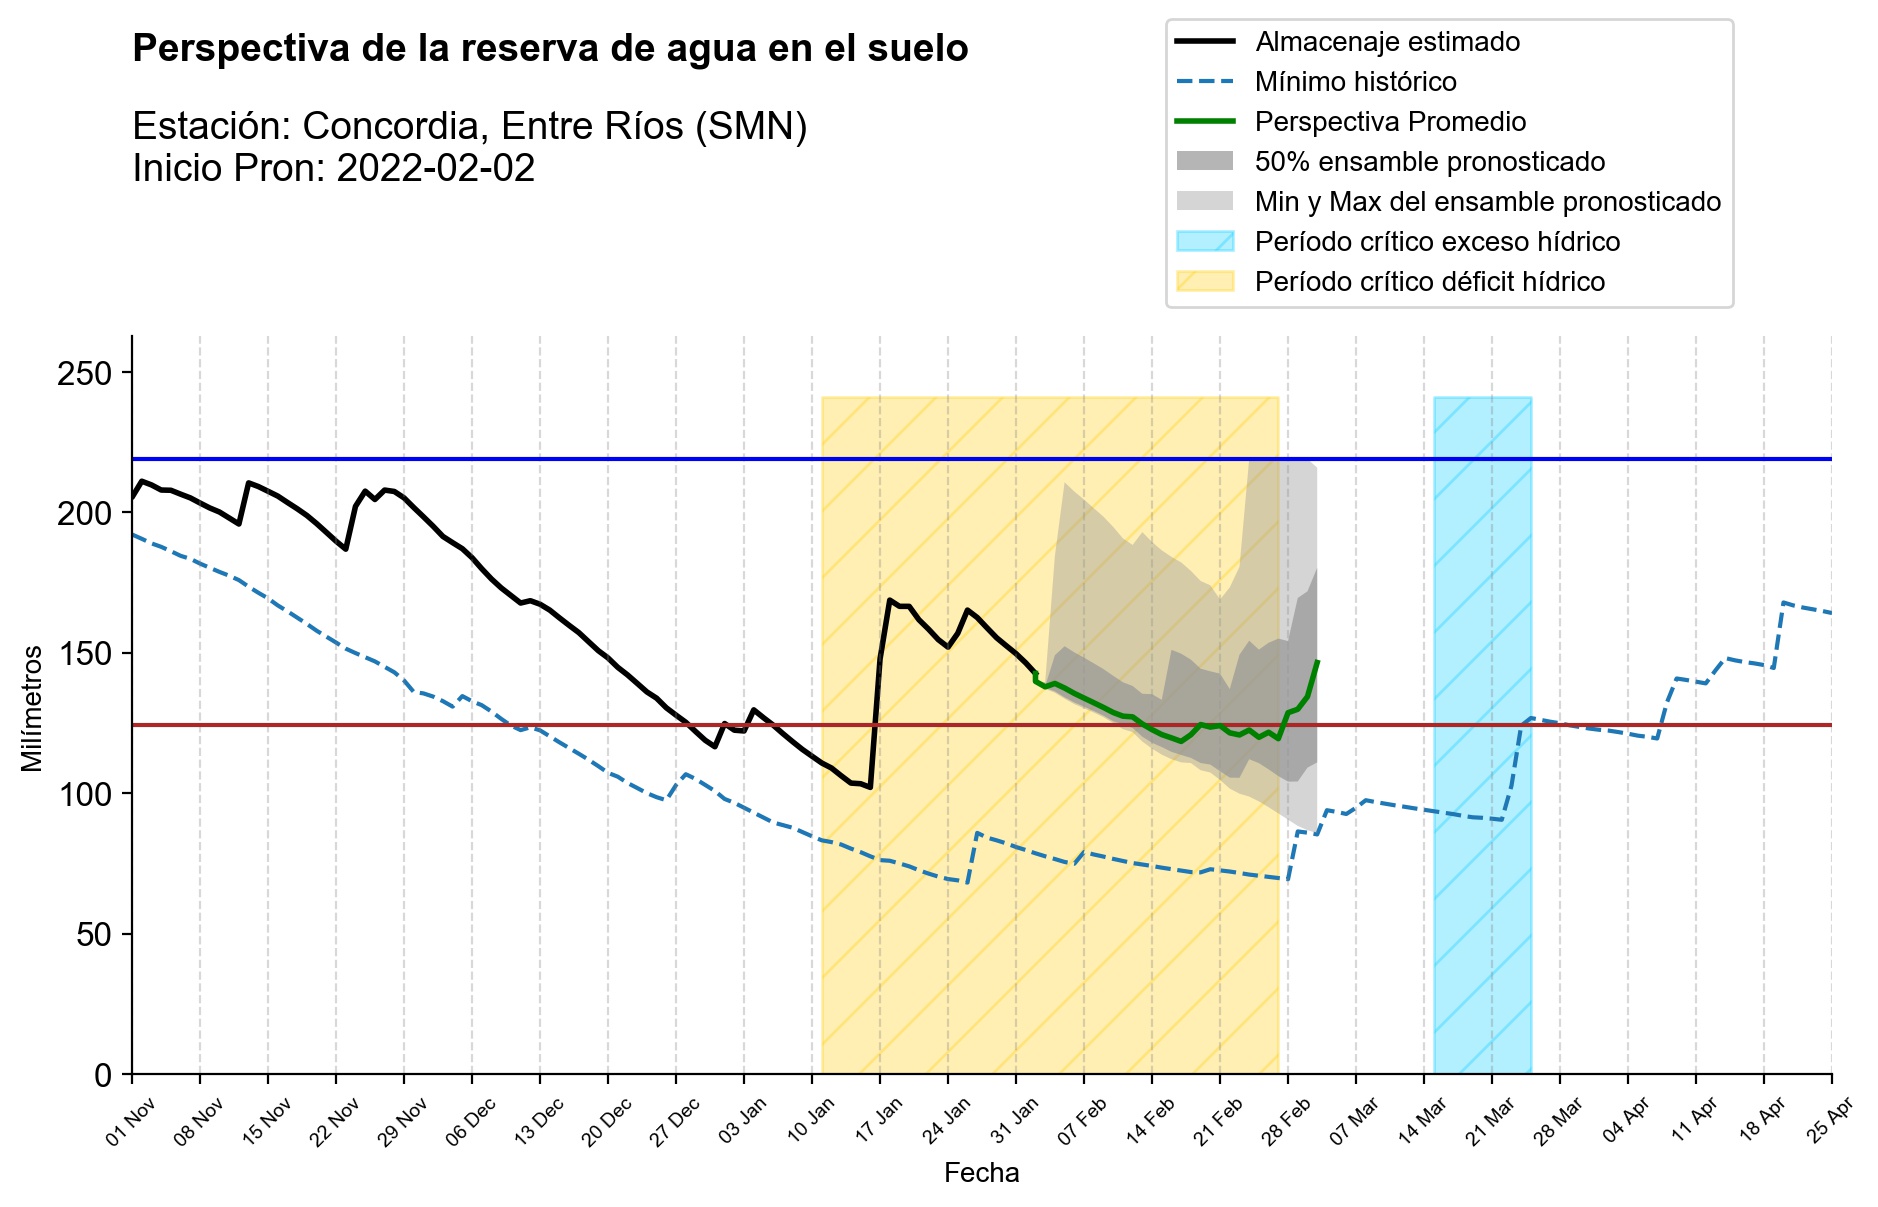 Perspectiva de la reserva de agua en el suelo
Estación: Concordia, Entre Ríos (SMN)
Inicio Pron: 2022-02-02
Almacenaje estimado
Mínimo histórico
Perspectiva Promedio
50% ensamble pronosticado
Min y Max del ensamble pronosticado
Período crítico exceso hídrico
Período crítico déficit hídrico
Milímetros
250
200
150
100
50
0
01 Nov
08 Nov
15 Nov
22 Nov
29 Nov
06 Dec
13 Dec
20 Dec
27 Dec
03 Jan
10 Jan
17 Jan
24 Jan
31 Jan
07 Feb
14 Feb
21 Feb
28 Feb
07 Mar
14 Mar
21 Mar
28 Mar
04 Apr
11 Apr
18 Apr
25 Apr
Fecha